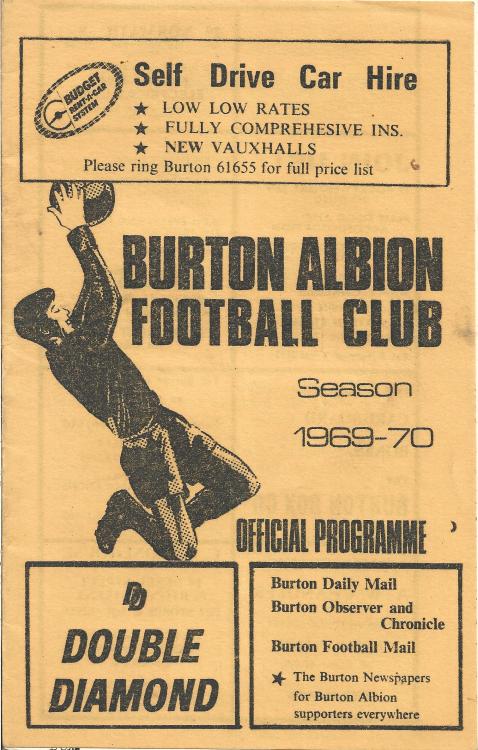 BUDGET
RENT-A-CAR
SYSTEM
Self Drive Car Hire
★ LOW LOW RATES
★ FULLY COMPREHESIVE INS.
★ NEW VAUXHALLS
Please ring Burton 61655 for full price list
BURTON ALBION
FOOTBALL CLUB
Season
1969-70
OFFICIAL PROGRAMME
DD
DOUBLE
DIAMOND
Burton Daily Mail
Burton Observer and
Chronicle
Burton Football Mail
★ The Burton Newspapers
for Burton Albion
supporters everywhere